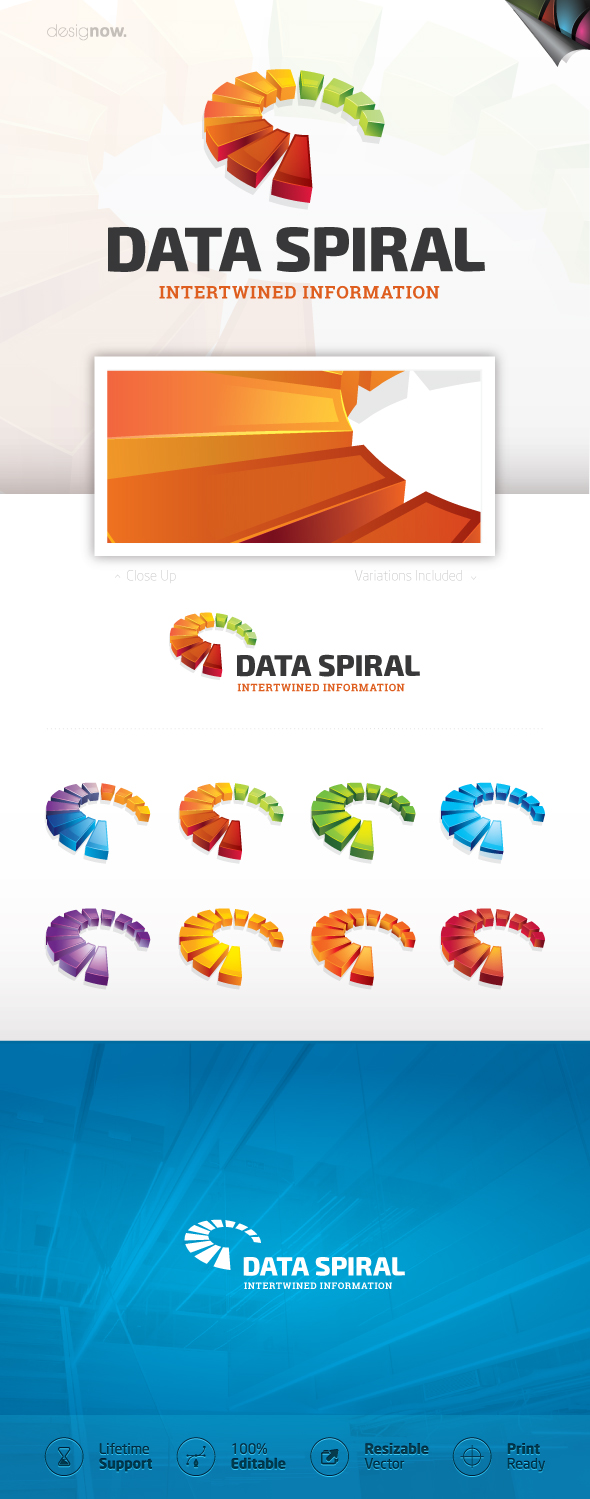 designow.
DATA SPIRAL
INTERTWINED INFORMATION
Close Up
Variations Included
DATA SPIRAL
INTERTWINED INFORMATION
DATA SPIRAL
INTERTWINED INFORMATION
Lifetime
Support
100%
Editable
Resizable
Vector
Print
Ready